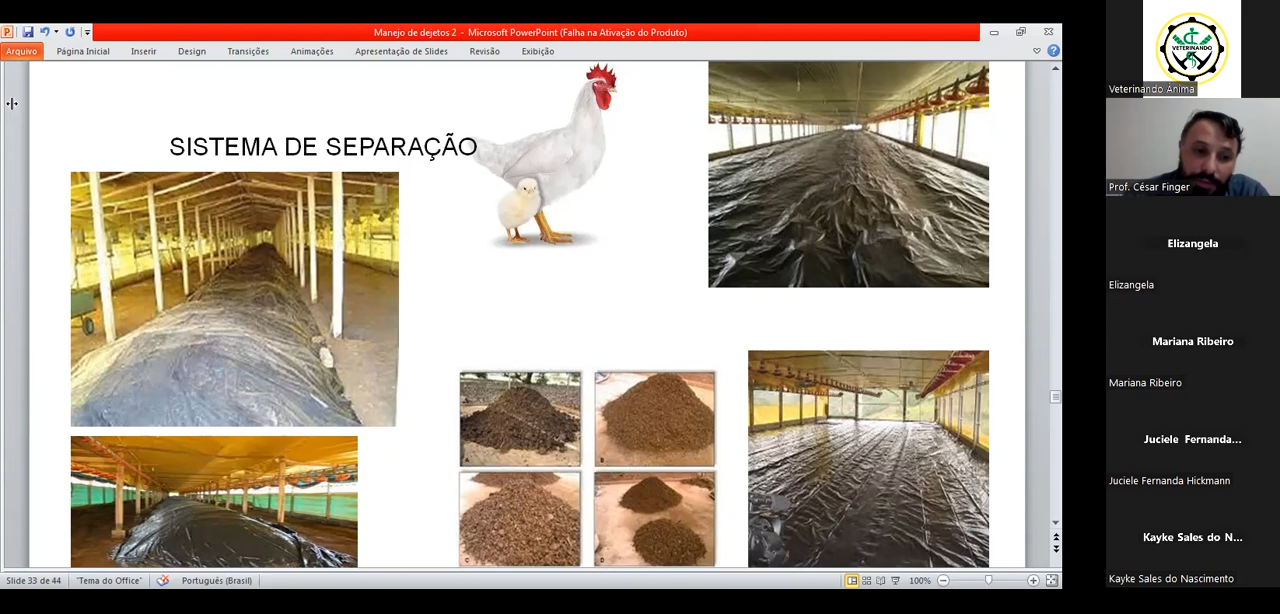 Manejo de dejetos 2 - Microsoft PowerPoint (Falha na Ativação do Produto)
Arquivo Página Inicial Inserir Design Transições Animações Apresentação de Slides Revisão Exibição
SISTEMA DE SEPARAÇÃO
Slide 33 de 44 "Tema do Office" Português (Brasil) 100%
VETERINANDO
Veterinando Ânima
Prof. César Finger
Elizangela
Elizangela
Mariana Ribeiro
Mariana Ribeiro
Juciele Fernanda...
Juciele Fernanda Hickmann
Kayke Sales do N...
Kayke Sales do Nascimento